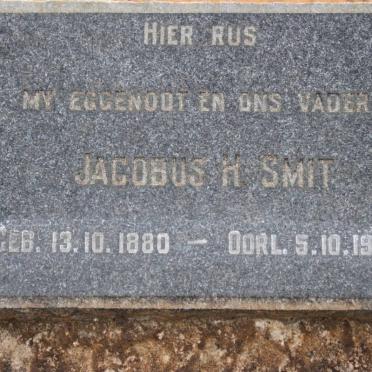 HIER RUS
MY EGGENOOT EN ONS VADER
JACOBUS H. SMIT
GEB. 13.10.1880 — OORL. 5.10.19